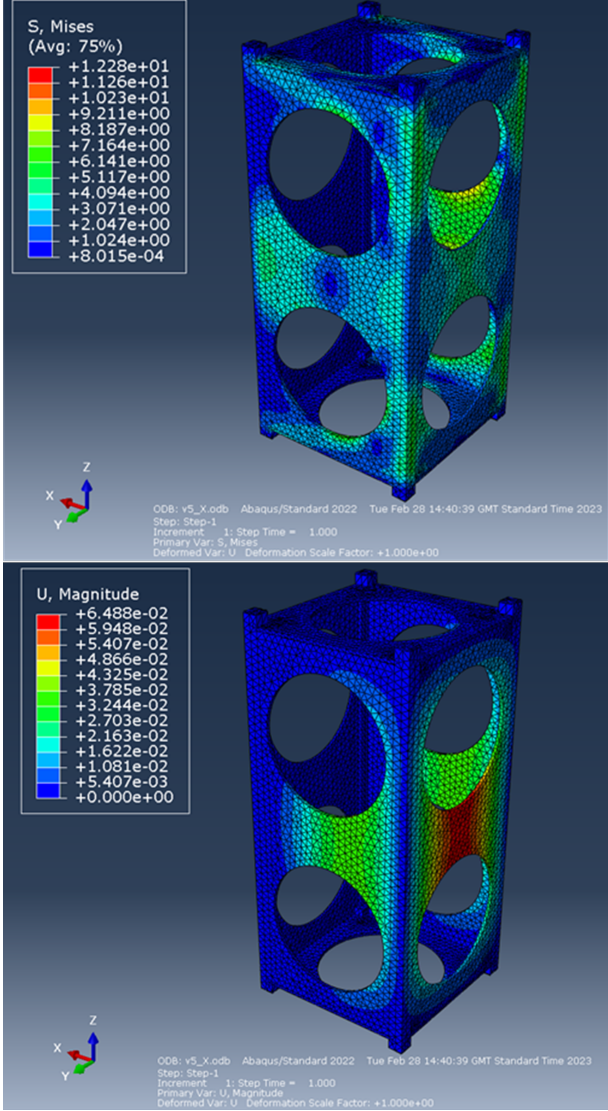 S, Mises
(Avg: 75%)
+1.228e+01
+1.126e+01
+1.023e+01
+9.211e+00
+8.187e+00
+7.164e+00
+6.141e+00
+5.117e+00
+4.094e+00
+3.071e+00
+2.047e+00
+1.024e+00
+8.015e-04
Z
X
Y
ODB: v5_X.odb Abaqus/Standard 2022 Tue Feb 28 14:40:39 GMT Standard Time 2023
Step: Step-1
Increment 1: Step Time = 1.000
Primary Var: S, Mises
Deformed Var: U Deformation Scale Factor: +1.000e+00
U, Magnitude
+6.488e-02
+5.948e-02
+5.407e-02
+4.866e-02
+4.325e-02
+3.785e-02
+3.244e-02
+2.703e-02
+2.163e-02
+1.622e-02
+1.081e-02
+5.407e-03
+0.000e+00
Z
X
Y
ODB: v5_X.odb Abaqus/Standard 2022 Tue Feb 28 14:40:39 GMT Standard Time 2023
Step: Step-1
Increment 1: Step Time = 1.000
Primary Var: U, Magnitude
Deformed Var: U Deformation Scale Factor: +1.000e+00